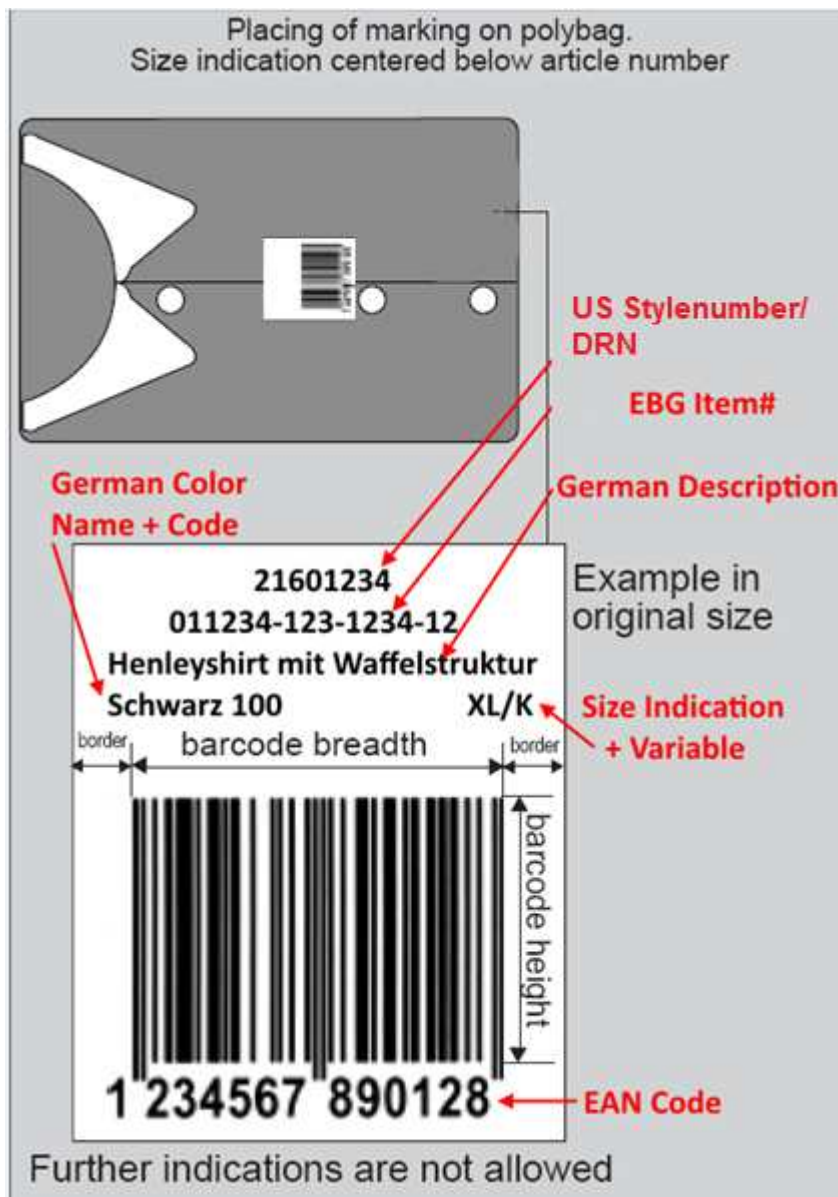 Placing of marking on polybag.
Size indication centered below article number
US Stylenumber/
DRN
EBG Item#
German Color
Name + Code
German Description
21601234
011234-123-1234-12
Henleyshirt mit Waffelstruktur
Schwarz 100 XL/K
Example in
original size
Size Indication
+ Variable
border
barcode breadth
border
barcode height
1 234567 890128
EAN Code
Further indications are not allowed